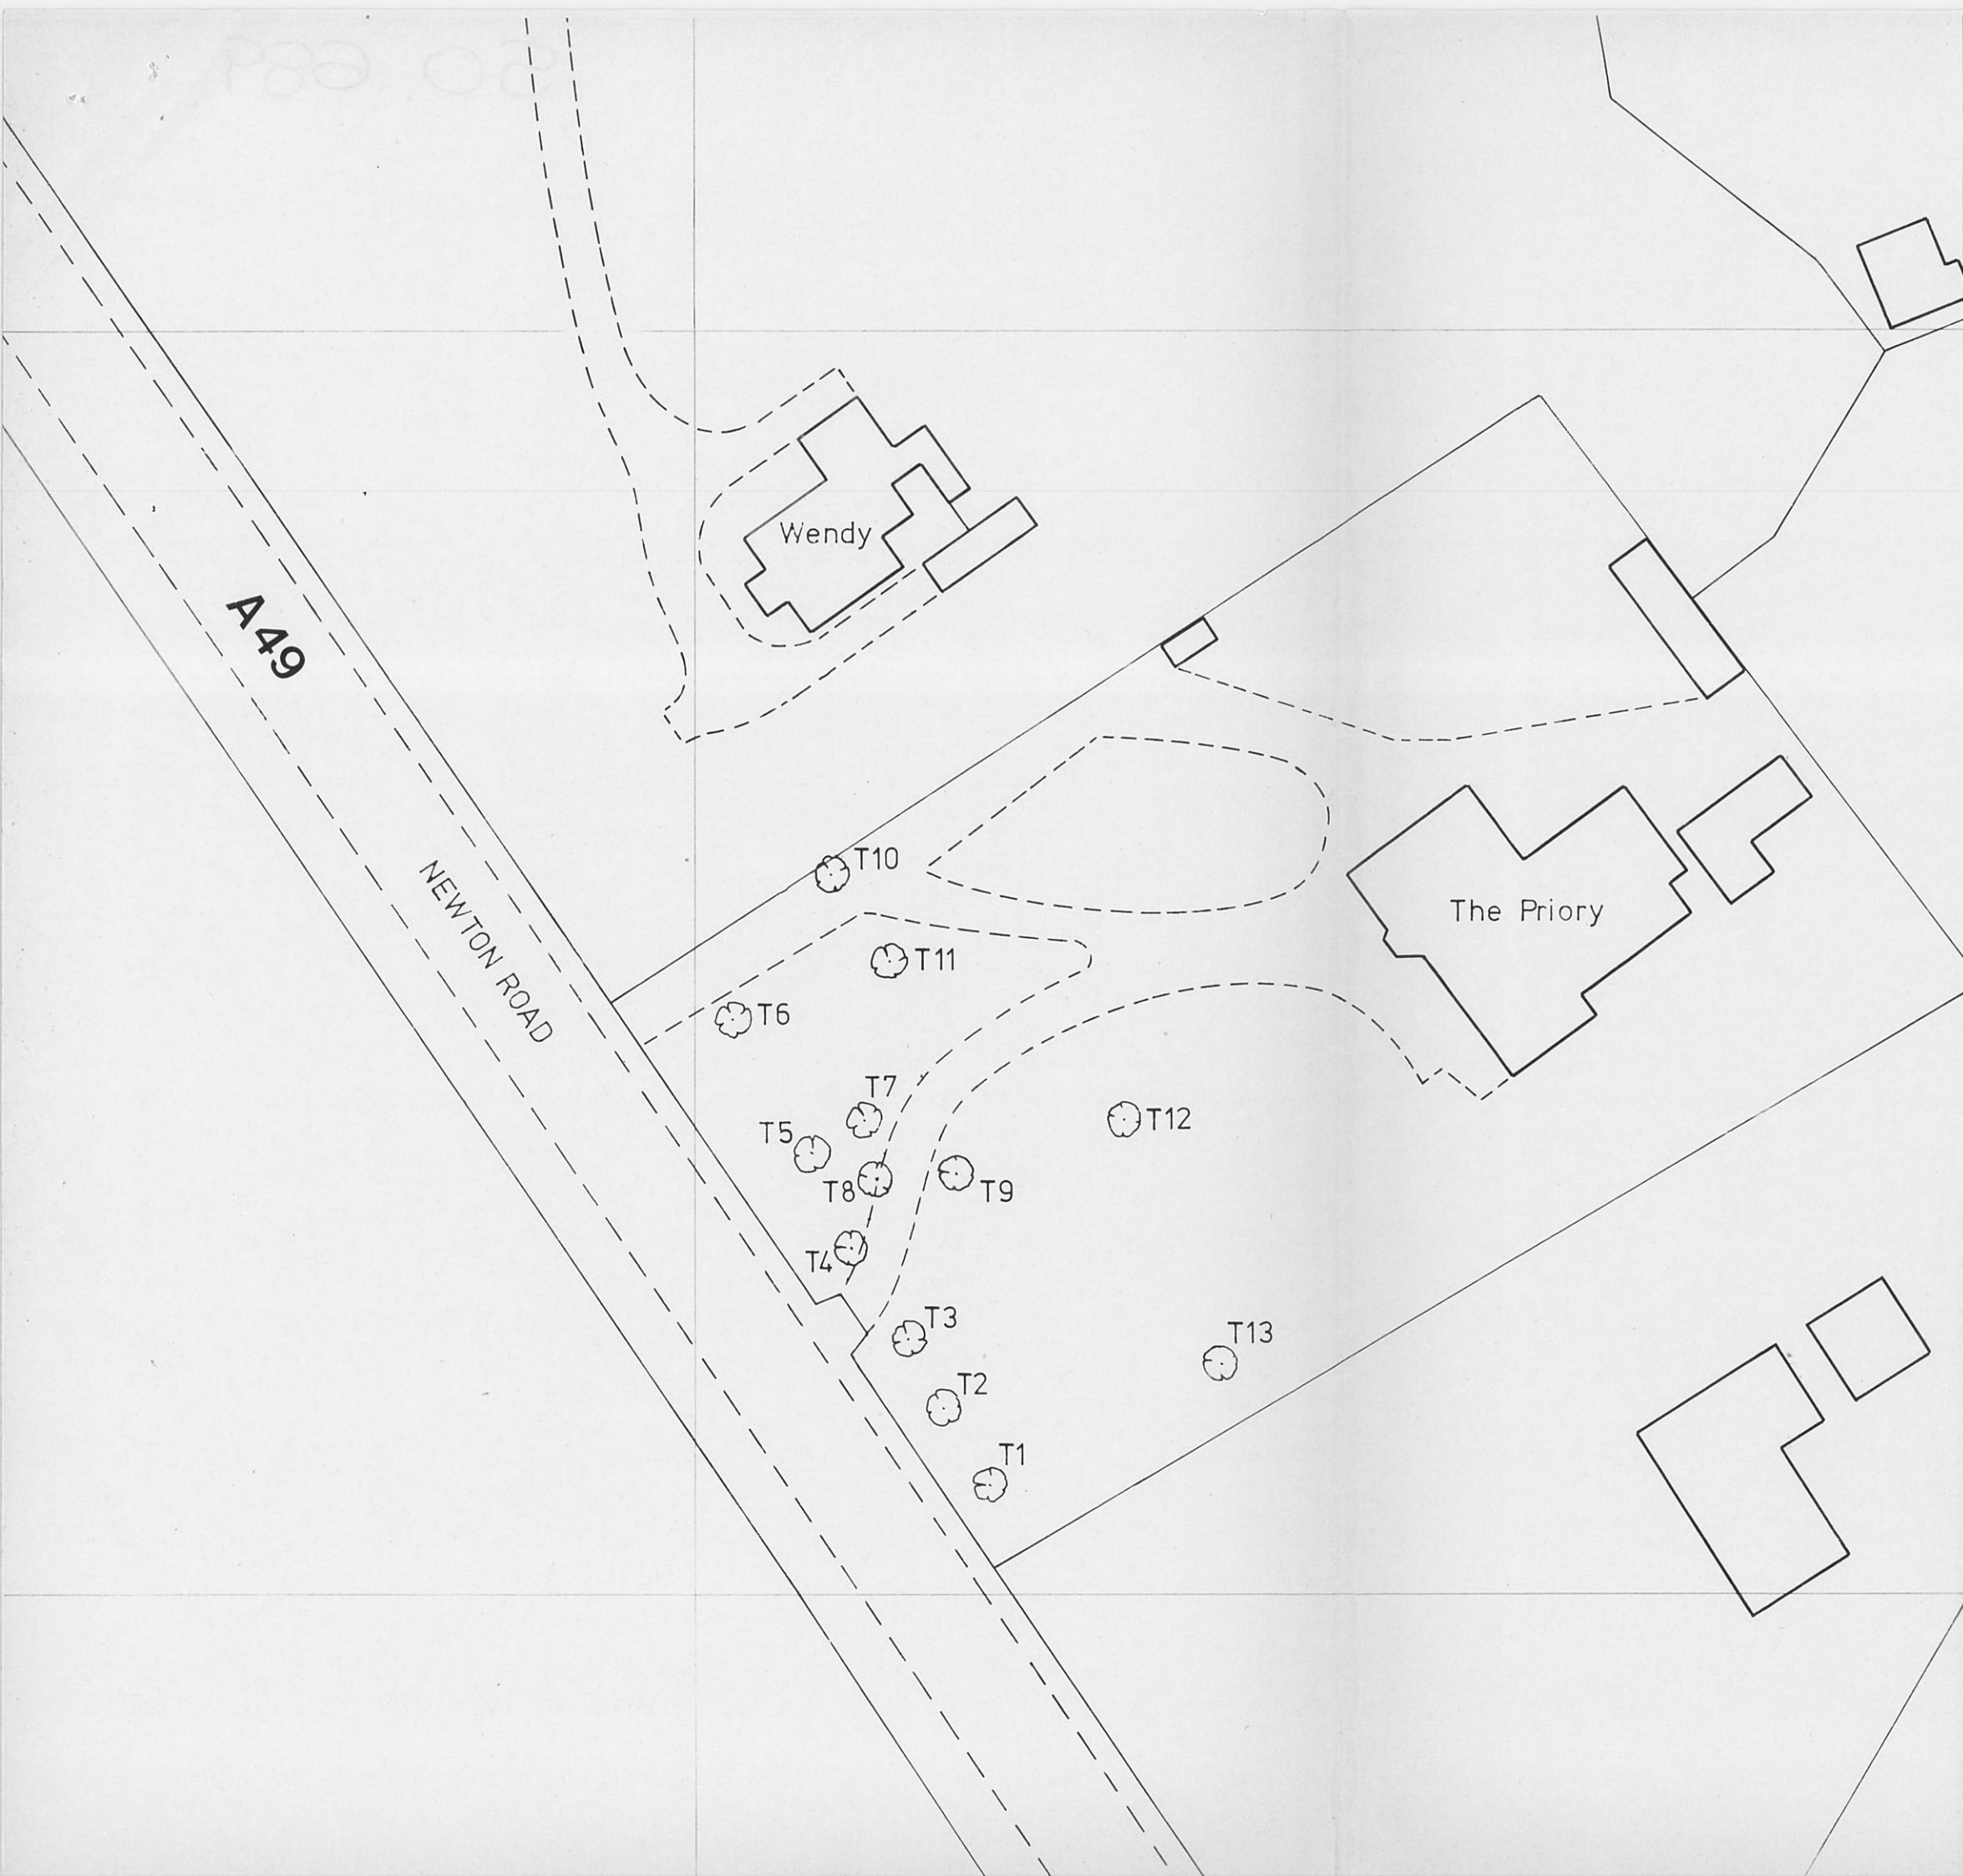 Wendy
A49
NEWTON ROAD
The Priory
T10
T11
T6
T7
T5
T12
T8
T9
T4
T3
T13
T2
T1